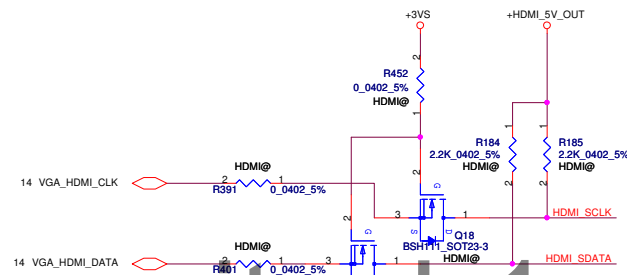 +3VS
+HDMI_5V_OUT
2
R452
0_0402_5%
HDMI@
1
1
1
R184
2.2K_0402_5%
HDMI@
R185
2.2K_0402_5%
HDMI@
2
2
HDMI@
14 VGA_HDMI_CLK
2
1
R391
0_0402_5%
2
2
G
3
1
HDMI_SCLK
S
D
Q18
BSH111_SOT23-3
HDMI@
G
HDMI@
14 VGA_HDMI_DATA
2
1
3
1
HDMI_SDATA
R401
0_0402_5%